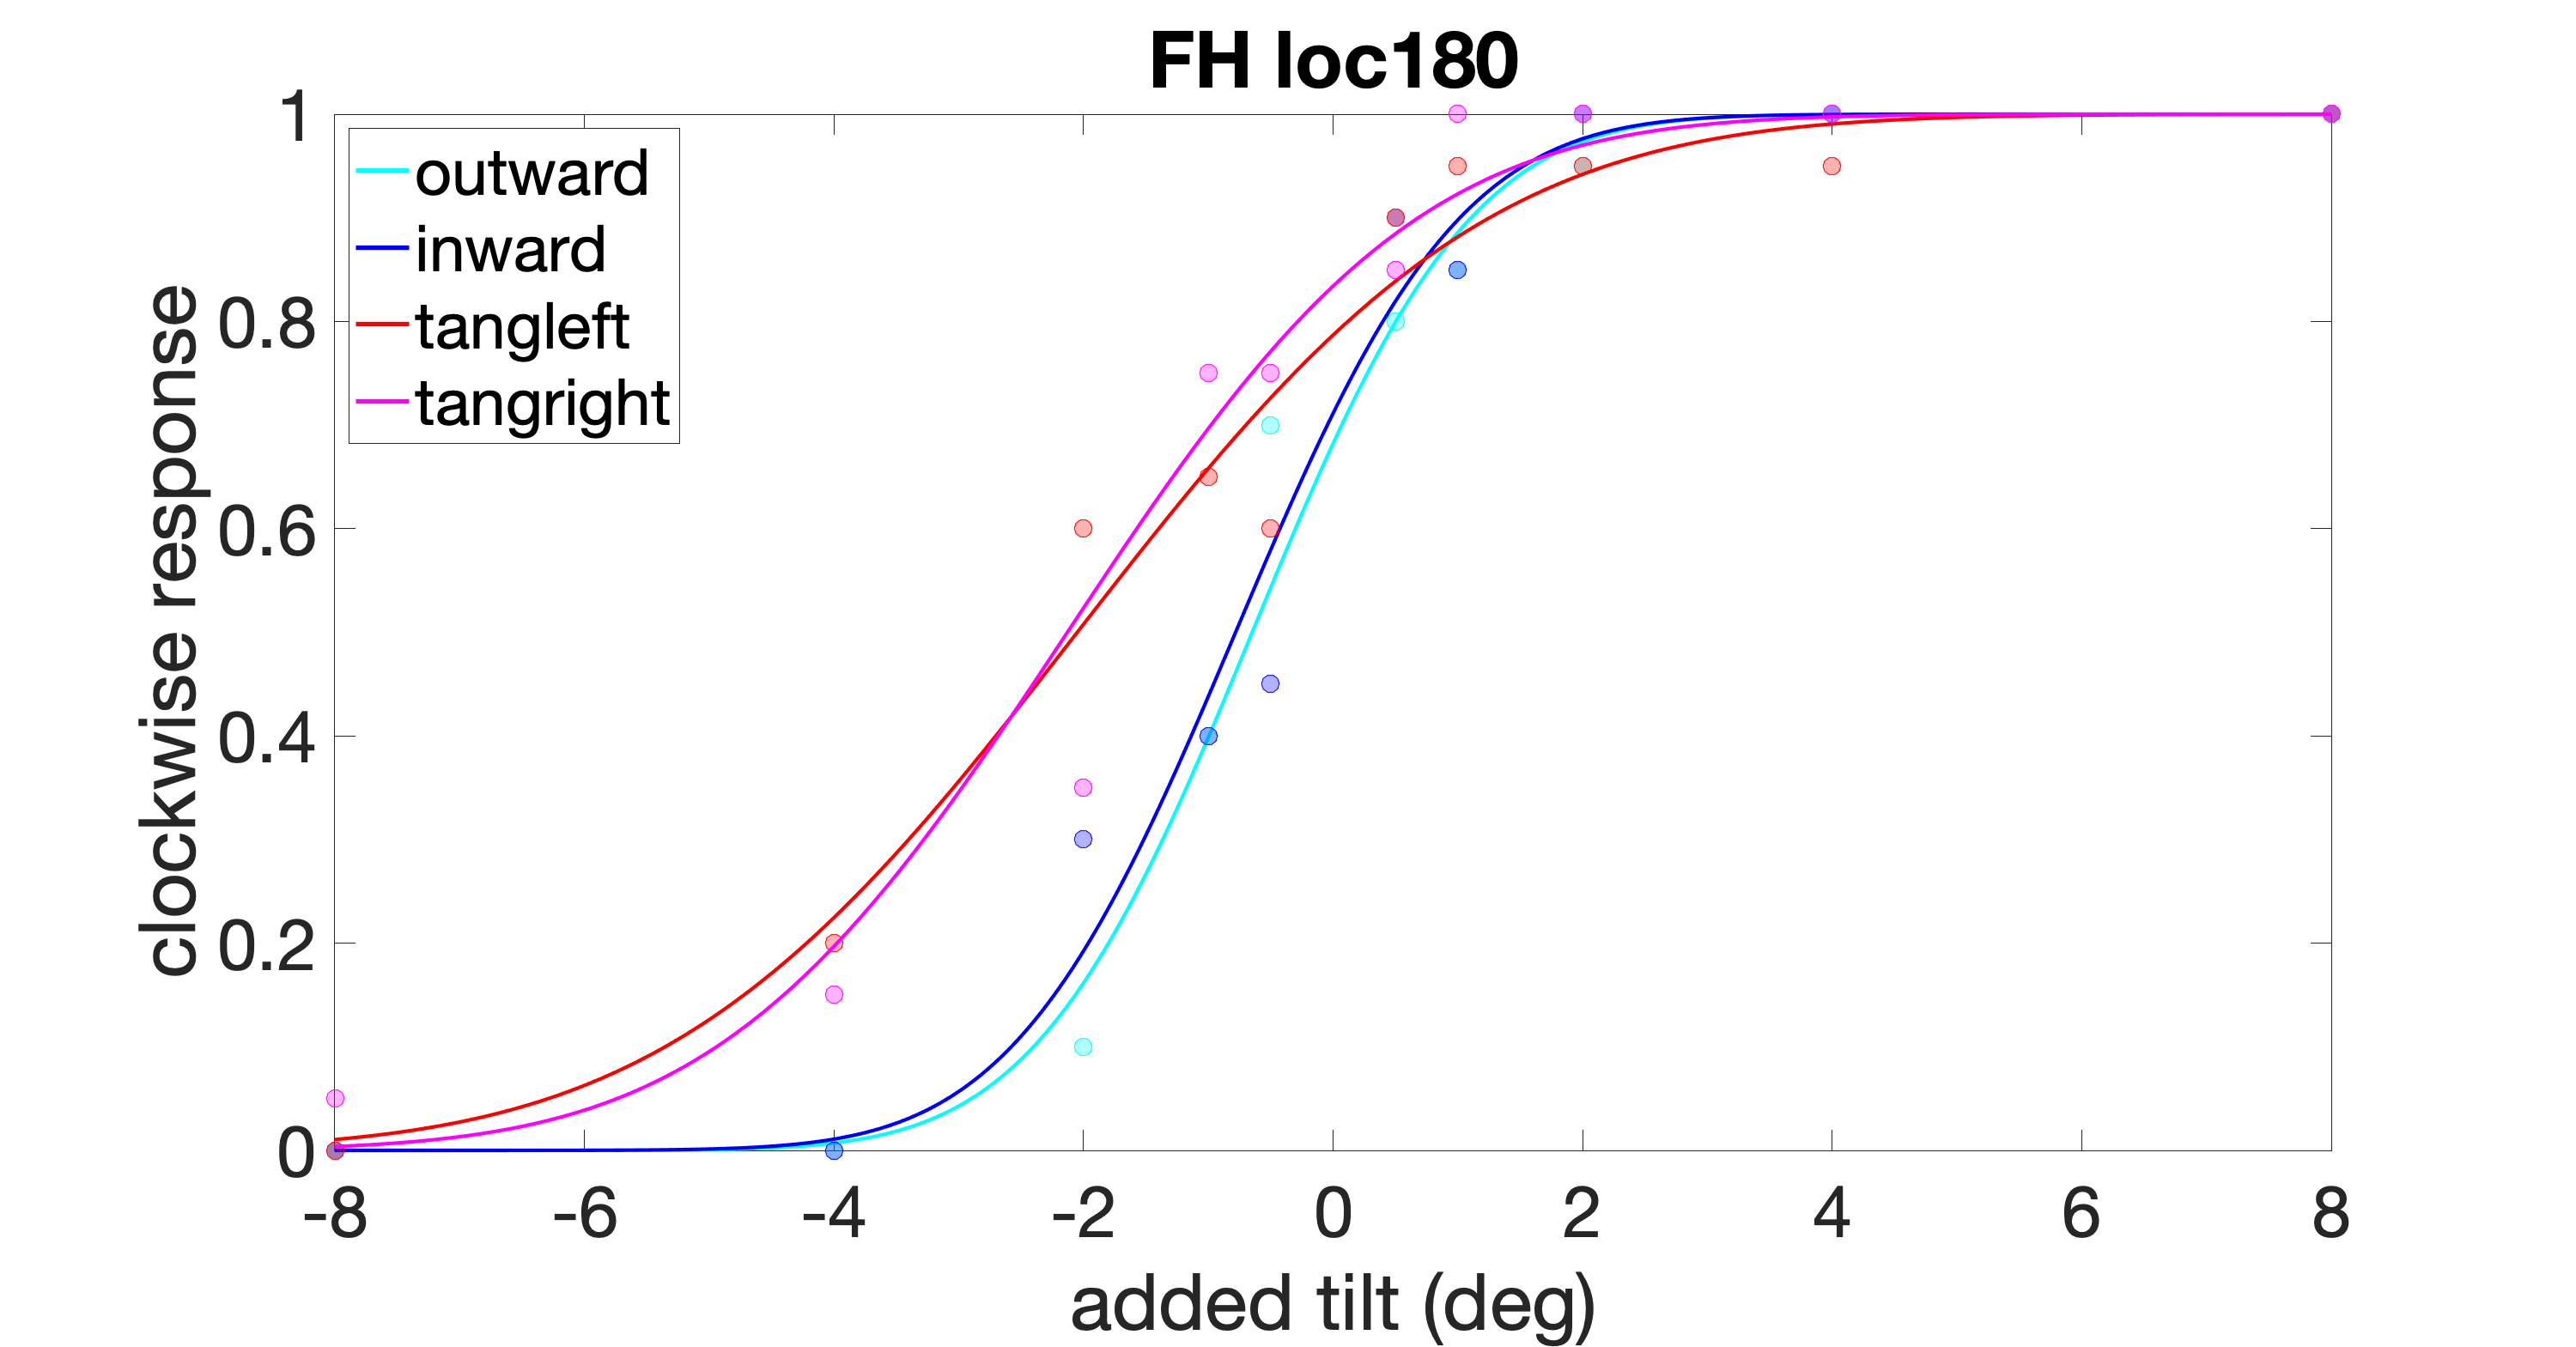 FH loc180
1
0.8
0.6
0.4
0.2
0
clockwise response
outward
inward
tangleft
tangright
-8 -6 -4 -2 0 2 4 6 8
added tilt (deg)